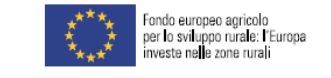 Fondo europeo agricolo
per lo sviluppo rurale: l'Europa
investe nelle zone rurali